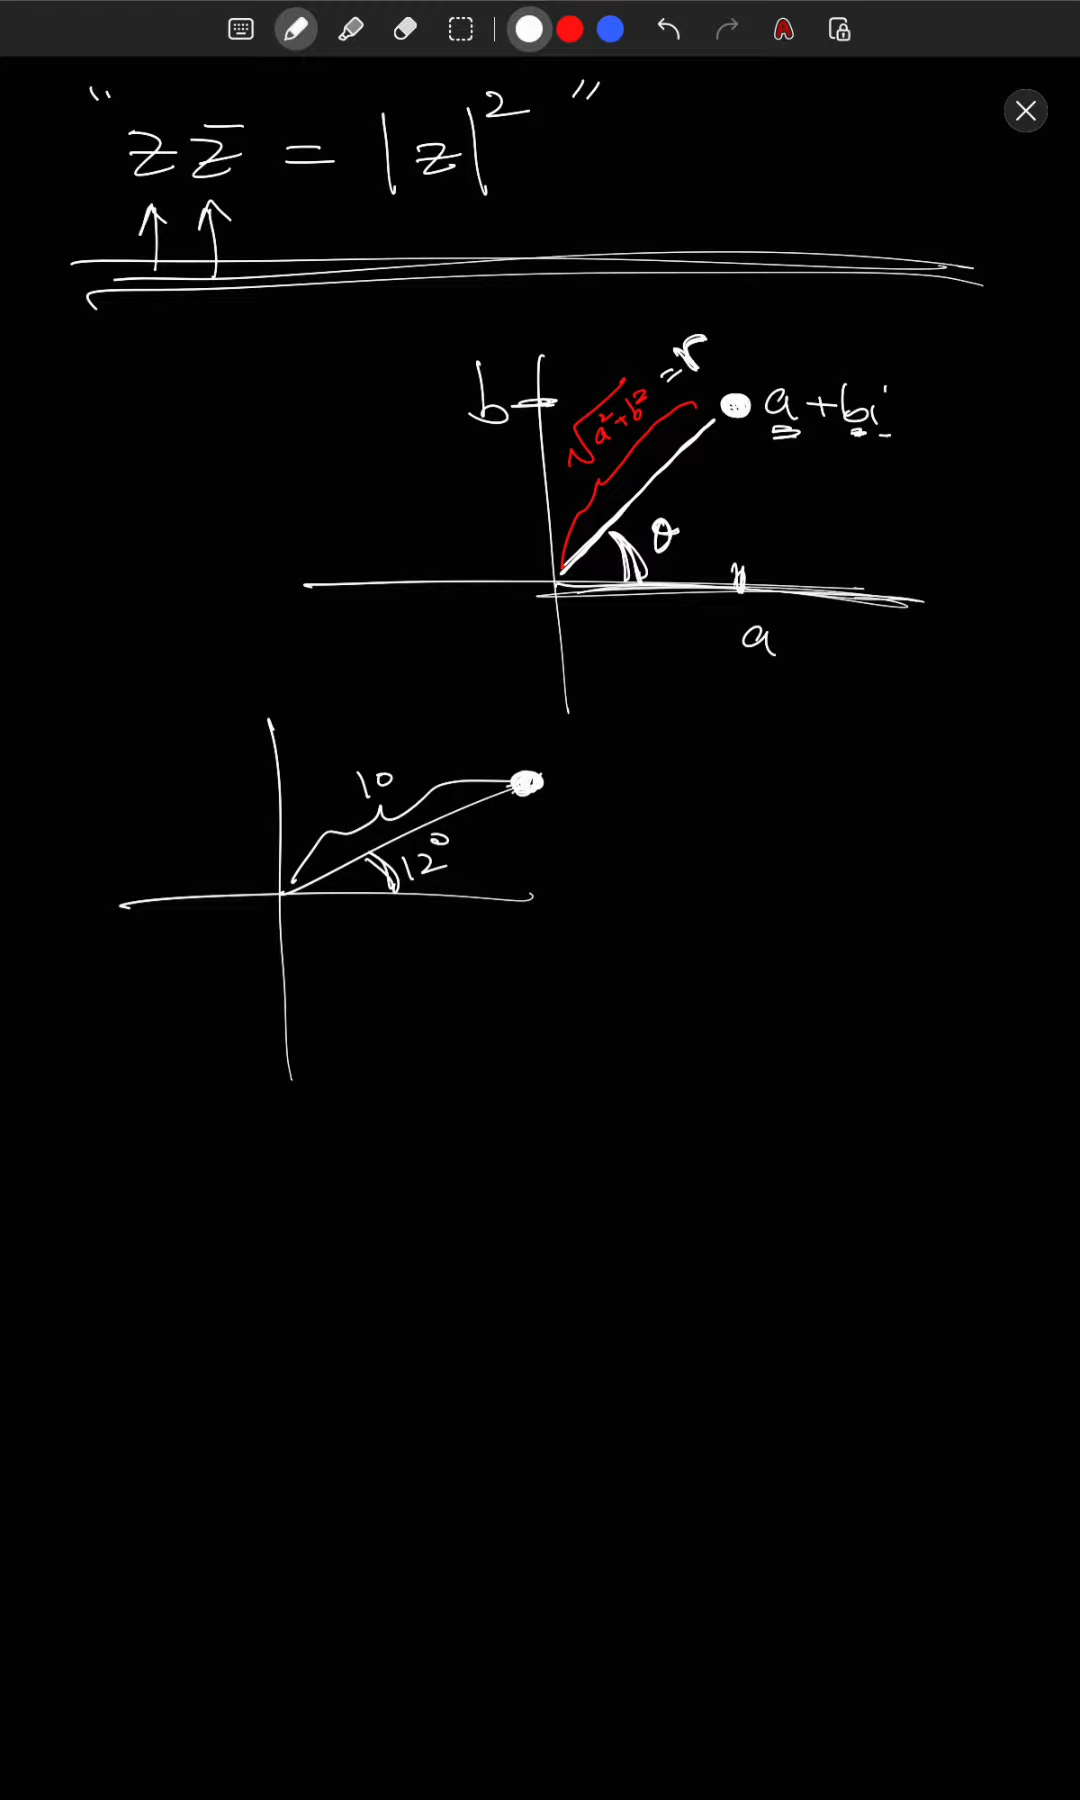 "z z̄ = |z|²"
b
√a²+b² = r
a + bi
θ
a
10
12°